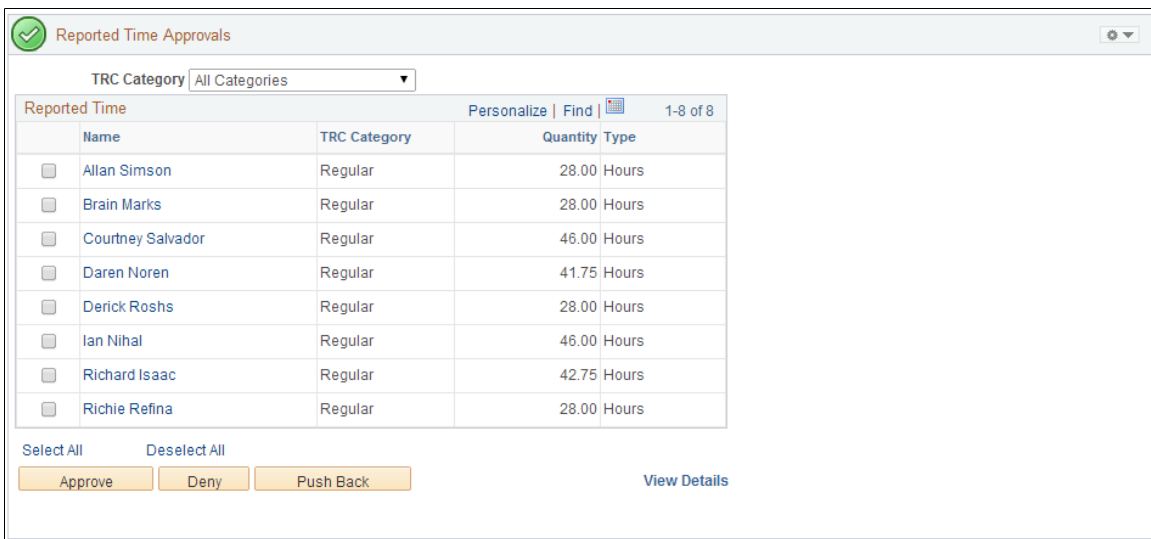 Reported Time Approvals
TRC Category All Categories
Reported Time Personalize | Find | 1-8 of 8
Name TRC Category Quantity Type
Allan Simson Regular 28.00 Hours
Brain Marks Regular 28.00 Hours
Courtney Salvador Regular 46.00 Hours
Daren Noren Regular 41.75 Hours
Derick Roshs Regular 28.00 Hours
Ian Nihal Regular 46.00 Hours
Richard Isaac Regular 42.75 Hours
Richie Refina Regular 28.00 Hours
Select All Deselect All
Approve Deny Push Back View Details